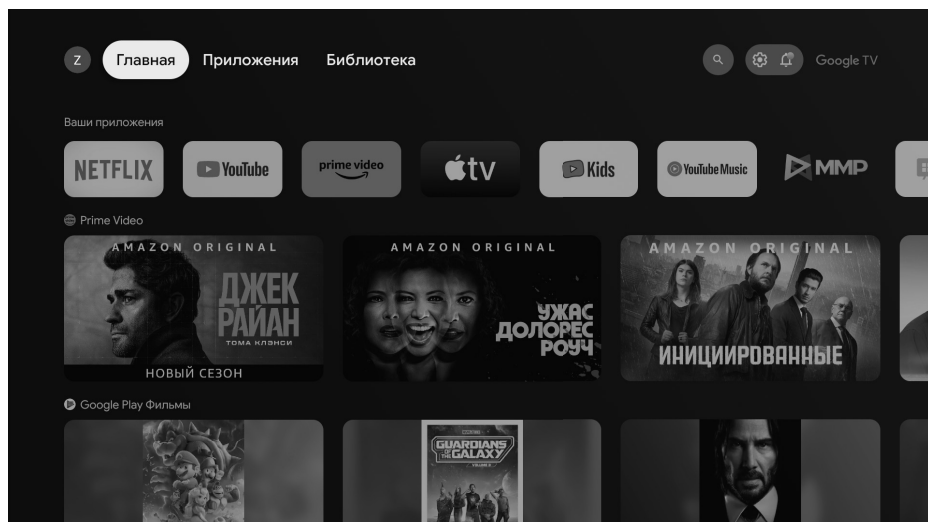 Z Главная Приложения Библиотека Google TV
Ваши приложения
NETFLIX YouTube prime video tv Kids YouTube Music MMP
Prime Video
AMAZON ORIGINAL
ДЖЕК
РАЙАН
ТОМА КЛЭНСИ
НОВЫЙ СЕЗОН
AMAZON ORIGINAL
УЖАС
ДОЛОРЕС
РОУЧ
AMAZON ORIGINAL
ИНИЦИИРОВАННЫЕ
Google Play Фильмы
GUARDIANS
OF THE
GALAXY